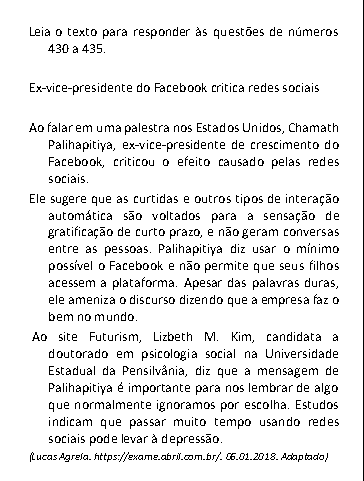 Leia o texto para responder às questões de números
430 a 435.
Ex-vice-presidente do Facebook critica redes sociais
Ao falar em uma palestra nos Estados Unidos, Chamath
Palihapitiya, ex-vice-presidente de crescimento do
Facebook, criticou o efeito causado pelas redes
sociais.
Ele sugere que as curtidas e outros tipos de interação
automática são voltados para a sensação de
gratificação de curto prazo, e não geram conversas
entre as pessoas. Palihapitiya diz usar o mínimo
possível o Facebook e não permite que seus filhos
acessem a plataforma. Apesar das palavras duras,
ele ameniza o discurso dizendo que a empresa faz o
bem no mundo.
Ao site Futurism, Lizbeth M. Kim, candidata a
doutorado em psicologia social na Universidade
Estadual da Pensilvânia, diz que a mensagem de
Palihapitiya é importante para nos lembrar de algo
que normalmente ignoramos por escolha. Estudos
indicam que passar muito tempo usando redes
sociais pode levar à depressão.
(Lucas Agrela. https://exame.abril.com.br/. 06.01.2018. Adaptado)